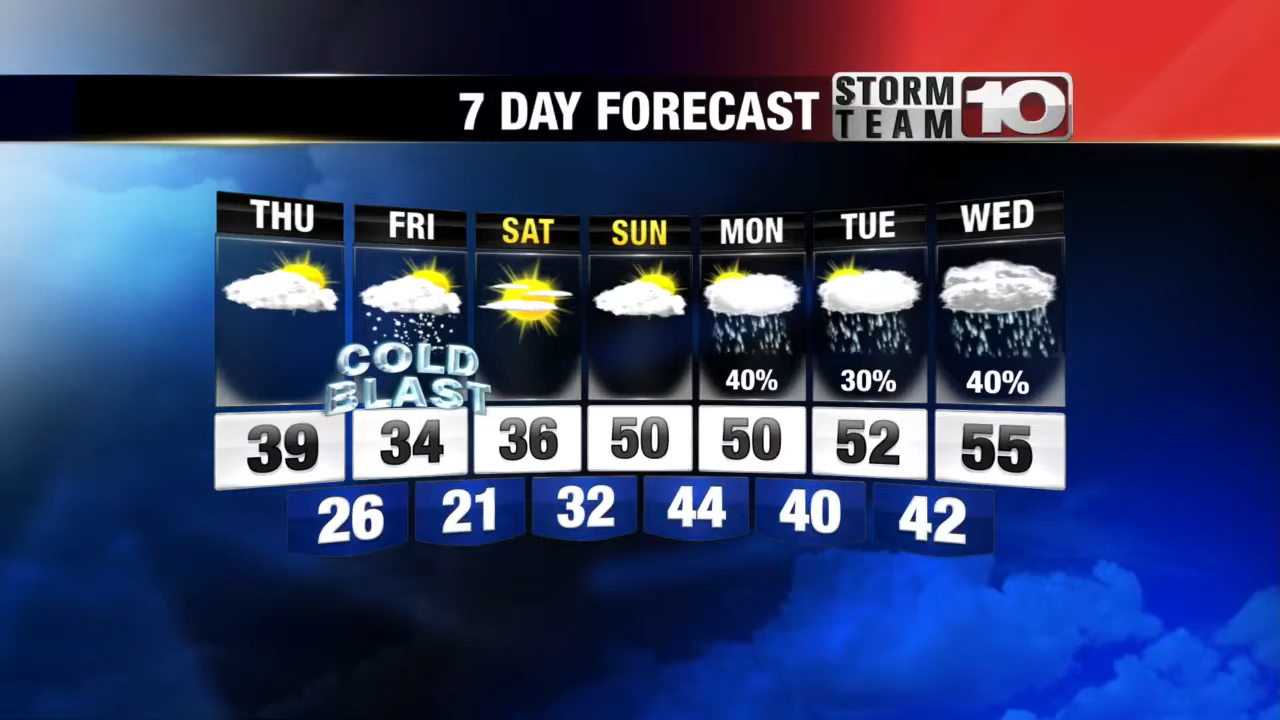 7 DAY FORECAST
STORM TEAM 10
THU FRI SAT SUN MON TUE WED
COLD
BLAST
40% 30% 40%
39 34 36 50 50 52 55
26 21 32 44 40 42